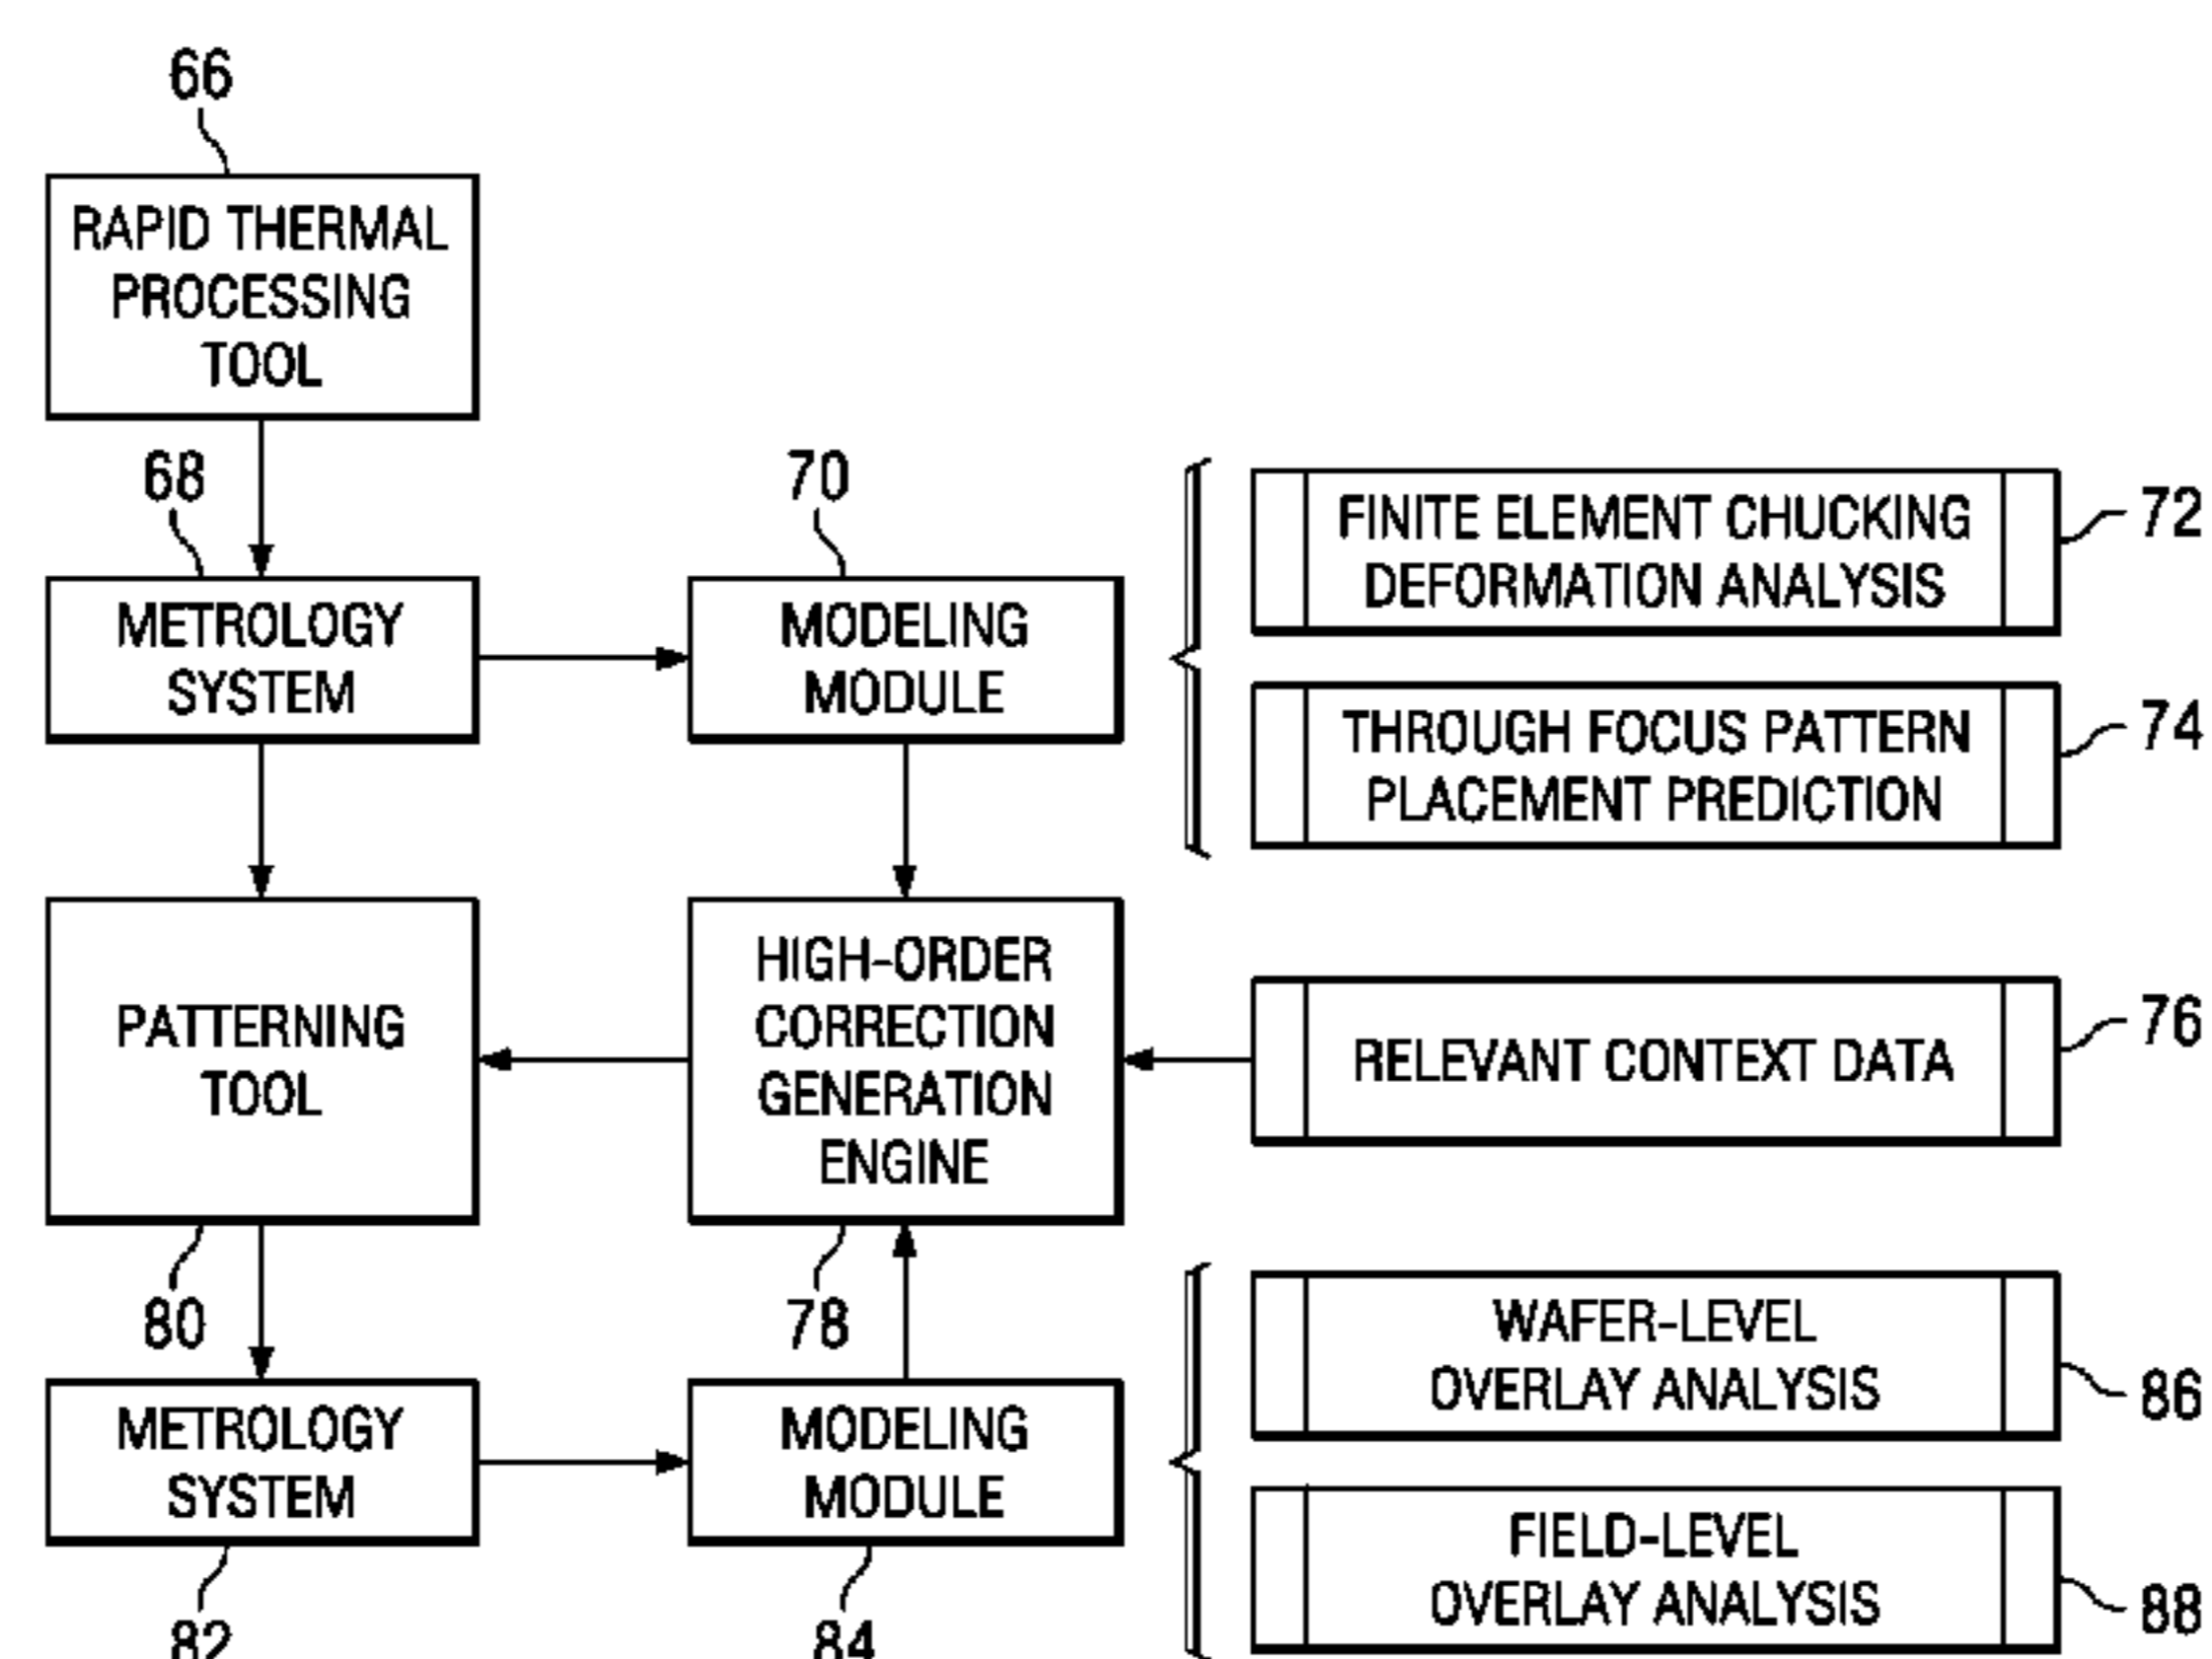 66
RAPID THERMAL
PROCESSING
TOOL
68
METROLOGY
SYSTEM
70
MODELING
MODULE
FINITE ELEMENT CHUCKING
DEFORMATION ANALYSIS
72
THROUGH FOCUS PATTERN
PLACEMENT PREDICTION
74
PATTERNING
TOOL
80
HIGH-ORDER
CORRECTION
GENERATION
ENGINE
78
RELEVANT CONTEXT DATA
76
METROLOGY
SYSTEM
82
MODELING
MODULE
84
WAFER-LEVEL
OVERLAY ANALYSIS
86
FIELD-LEVEL
OVERLAY ANALYSIS
88